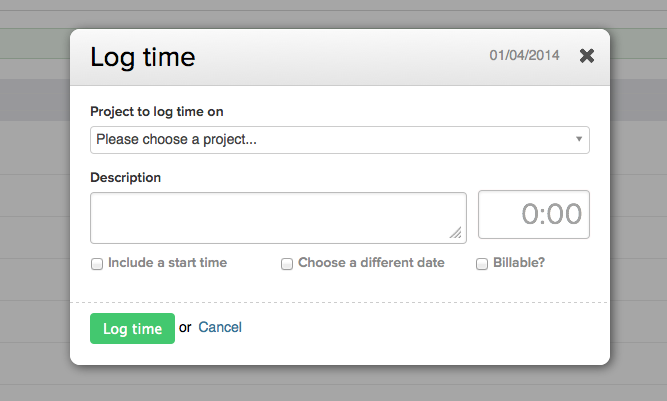 Log time 01/04/2014
Project to log time on
Please choose a project...
Description
0:00
Include a start time Choose a different date Billable?
Log time or Cancel